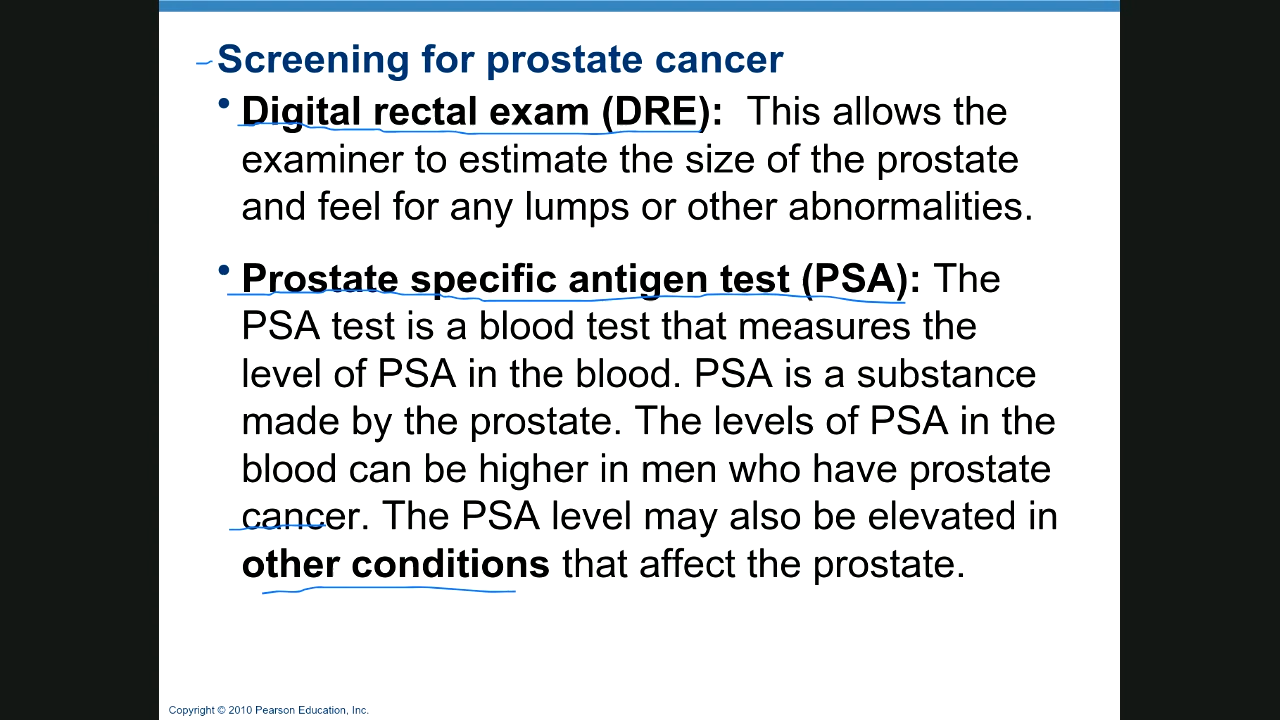 Screening for prostate cancer
• Digital rectal exam (DRE): This allows the
examiner to estimate the size of the prostate
and feel for any lumps or other abnormalities.
• Prostate specific antigen test (PSA): The
PSA test is a blood test that measures the
level of PSA in the blood. PSA is a substance
made by the prostate. The levels of PSA in the
blood can be higher in men who have prostate
cancer. The PSA level may also be elevated in
other conditions that affect the prostate.
Copyright © 2010 Pearson Education, Inc.